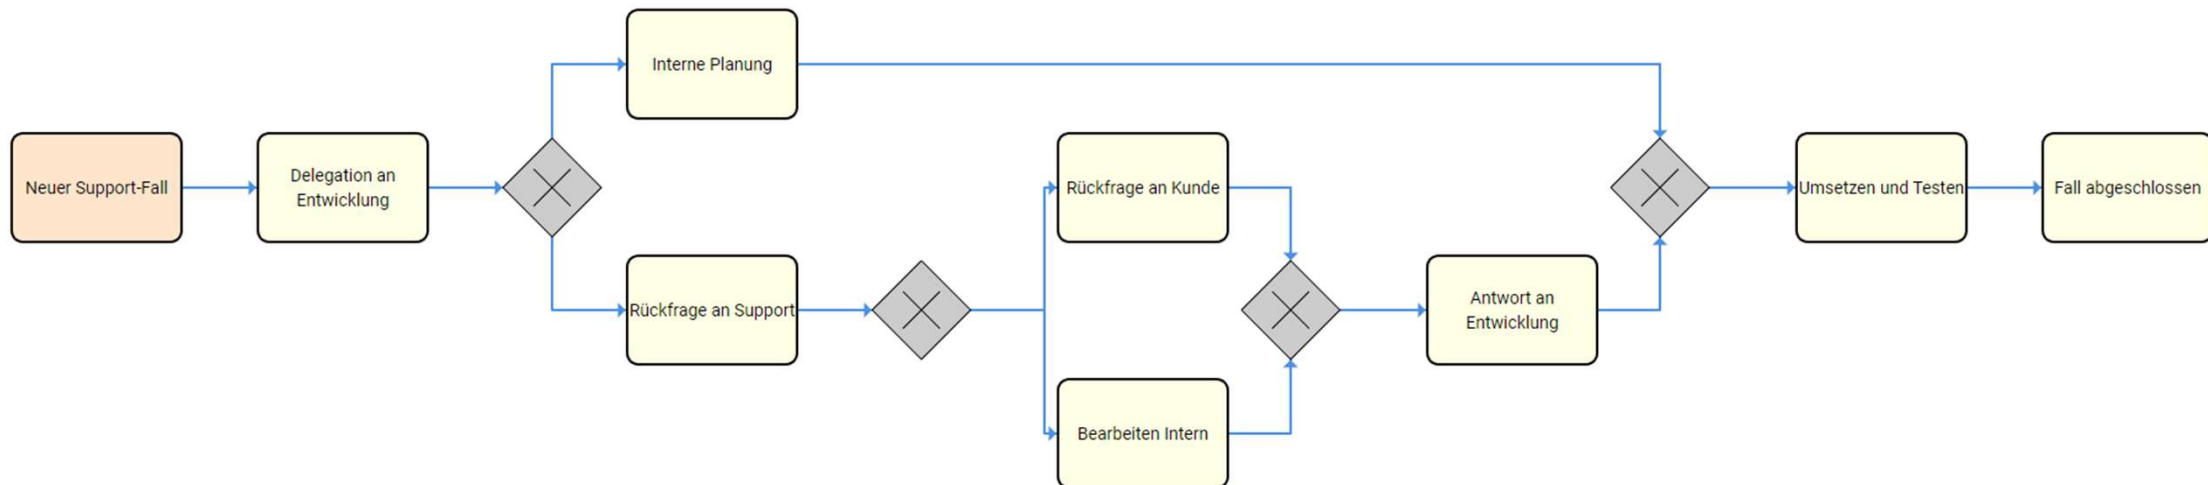 Neuer Support-Fall
Delegation an
Entwicklung
Interne Planung
Rückfrage an Support
Rückfrage an Kunde
Bearbeiten Intern
Antwort an
Entwicklung
Umsetzen und Testen
Fall abgeschlossen